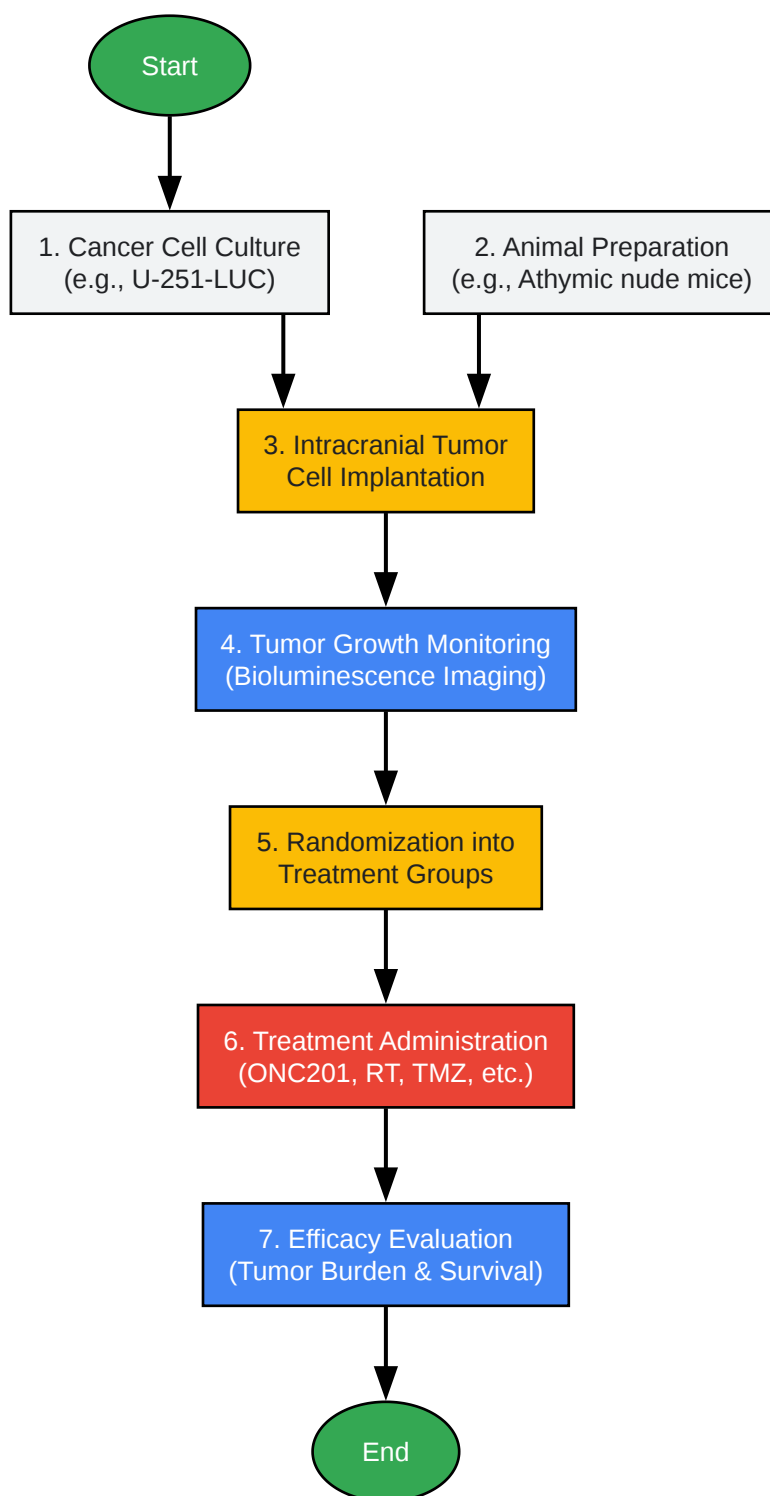 Start
1. Cancer Cell Culture
(e.g., U-251-LUC)
2. Animal Preparation
(e.g., Athymic nude mice)
3. Intracranial Tumor
Cell Implantation
4. Tumor Growth Monitoring
(Bioluminescence Imaging)
5. Randomization into
Treatment Groups
6. Treatment Administration
(ONC201, RT, TMZ, etc.)
7. Efficacy Evaluation
(Tumor Burden & Survival)
End